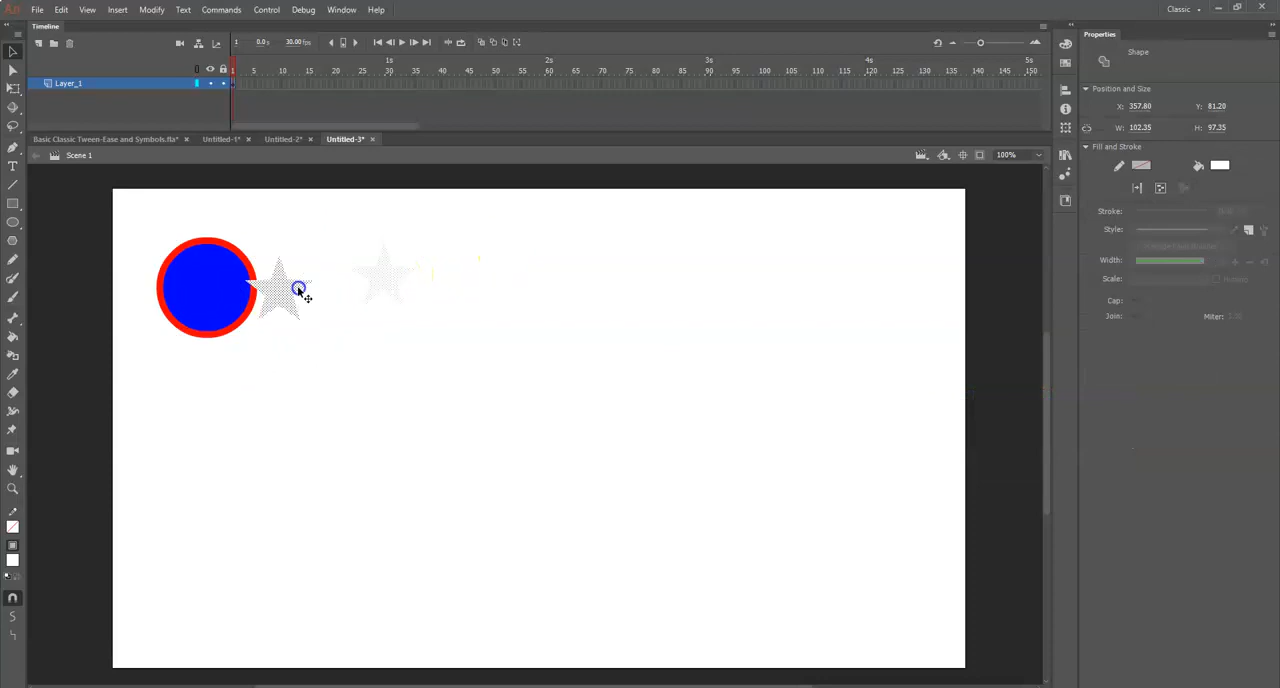 An File Edit View Insert Modify Text Commands Control Debug Window Help Classic
Timeline Properties
1 0.0s 30.00 fps Shape
1s 2s 3s 4s 5s
1 5 10 15 20 25 30 35 40 45 50 55 60 65 70 75 80 85 90 95 100 105 110 115 120 125 130 135 140 145 150
Layer_1
Position and Size
X: 357.80 Y: 81.20
W: 102.35 H: 97.35
Basic Classic Tween-Ease and Symbols.fla* Untitled-1* Untitled-2* Untitled-3*
Scene 1 100%
Fill and Stroke
Stroke:
Style:
Width:
Scale:
Cap:
Join: Miter: